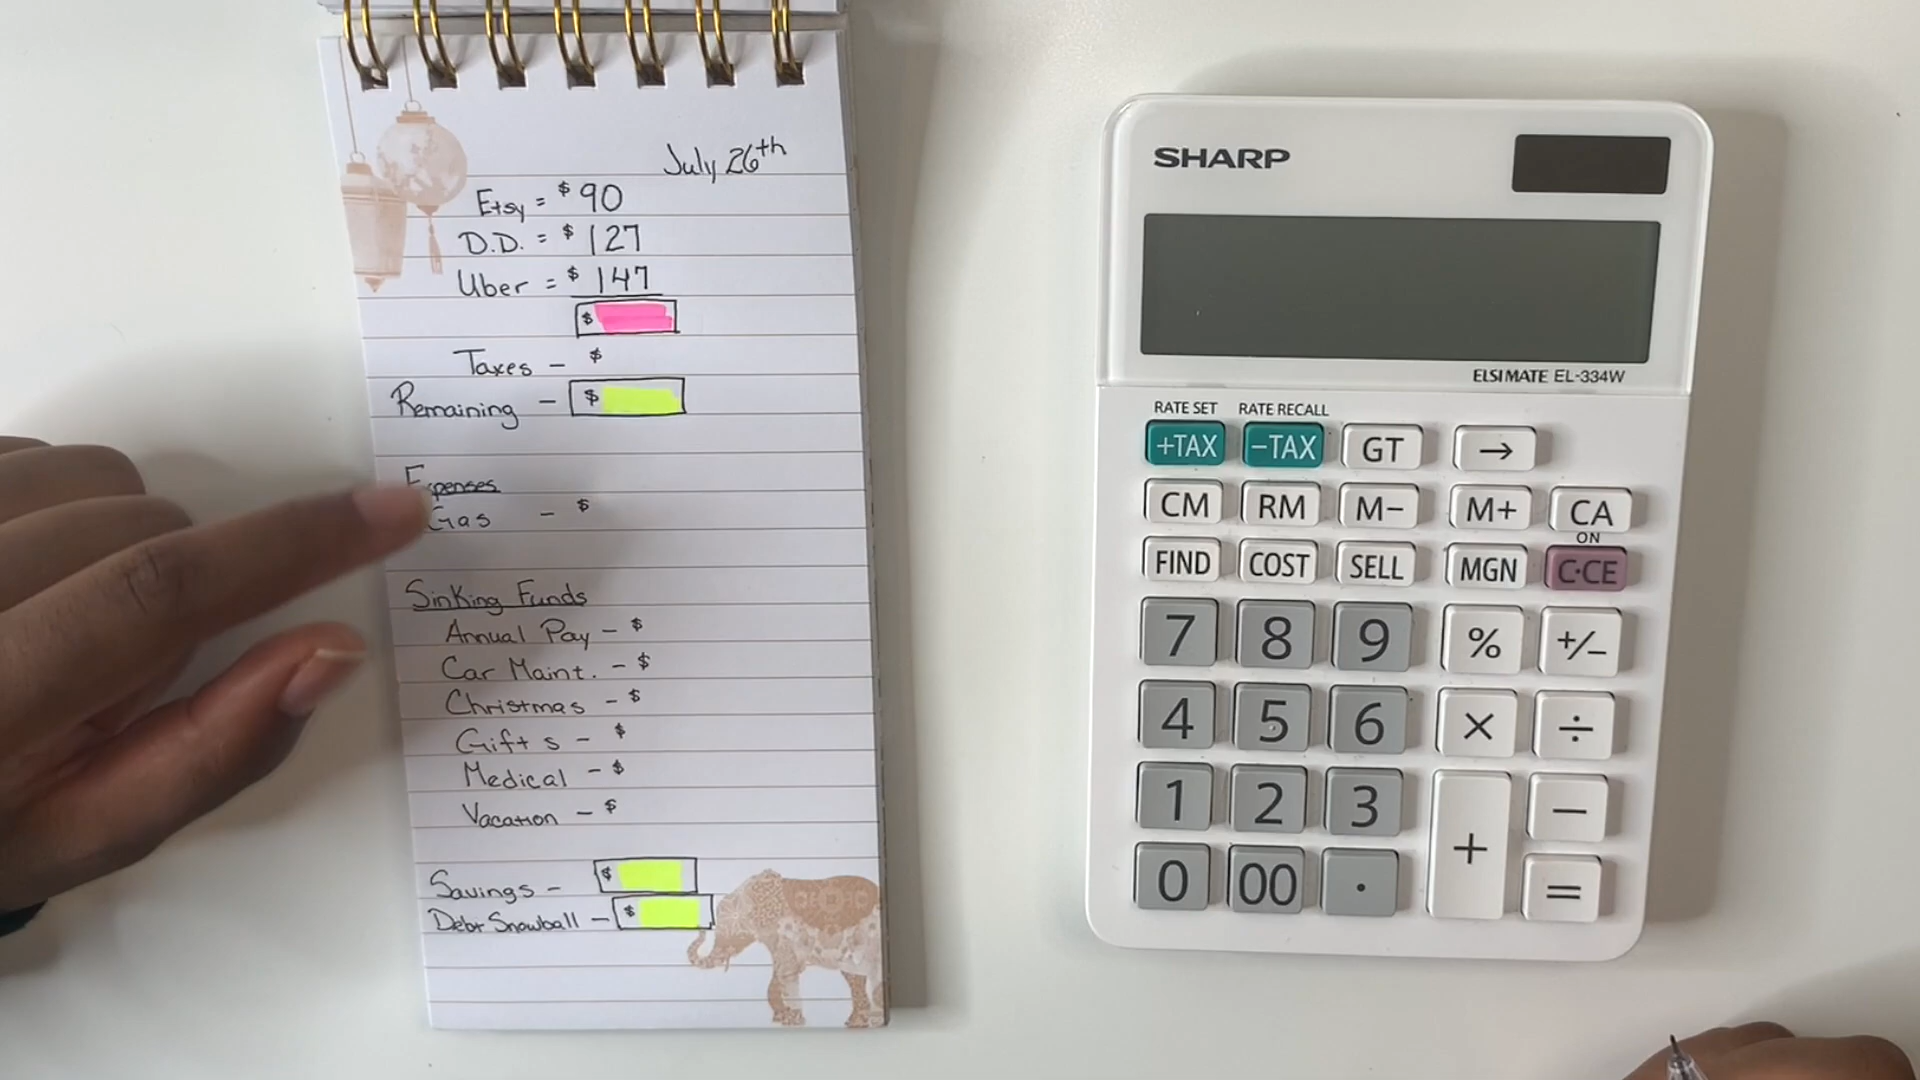 July 26th
Etsy = $ 90
D.D. = $ 127
Uber = $ 147
$
Taxes - $
Remaining - $
Expenses
Gas - $
Sinking Funds
Annual Pay - $
Car Maint. - $
Christmas - $
Gifts - $
Medical - $
Vacation - $
Savings - $
Debt Snowball - $
SHARP
ELSI MATE EL-334W
RATE SET RATE RECALL
+TAX -TAX GT →
CM RM M- M+ CA
ON
FIND COST SELL MGN C·CE
7 8 9 % +/-
4 5 6 × ÷
1 2 3 + -
0 00 · =